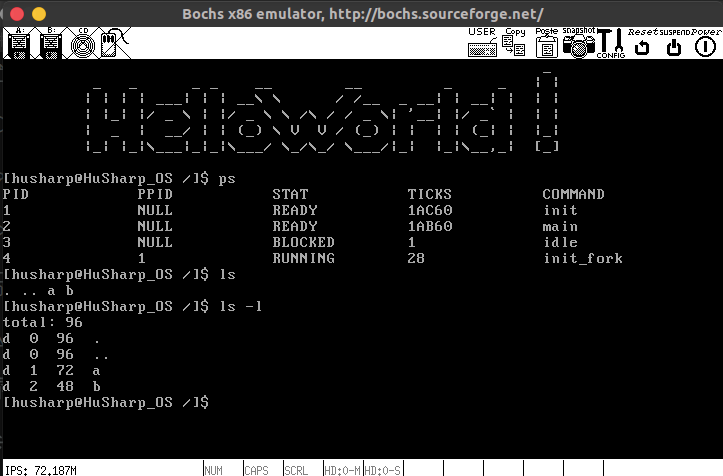 Bochs x86 emulator, http://bochs.sourceforge.net/
A: B: CD USER Copy Paste snapshot CONFIG Reset SUSPEND Power
HelloWorld!
[husharp@HuSharp_OS /]$ ps
PID PPID STAT TICKS COMMAND
1 NULL READY 1AC60 init
2 NULL READY 1AB60 main
3 NULL BLOCKED 1 idle
4 1 RUNNING 28 init_fork
[husharp@HuSharp_OS /]$ ls
. .. a b
[husharp@HuSharp_OS /]$ ls -l
total: 96
d 0 96 .
d 0 96 ..
d 1 72 a
d 2 48 b
[husharp@HuSharp_OS /]$
IPS: 72,187M NUM CAPS SCRL HD:0-M HD:0-S